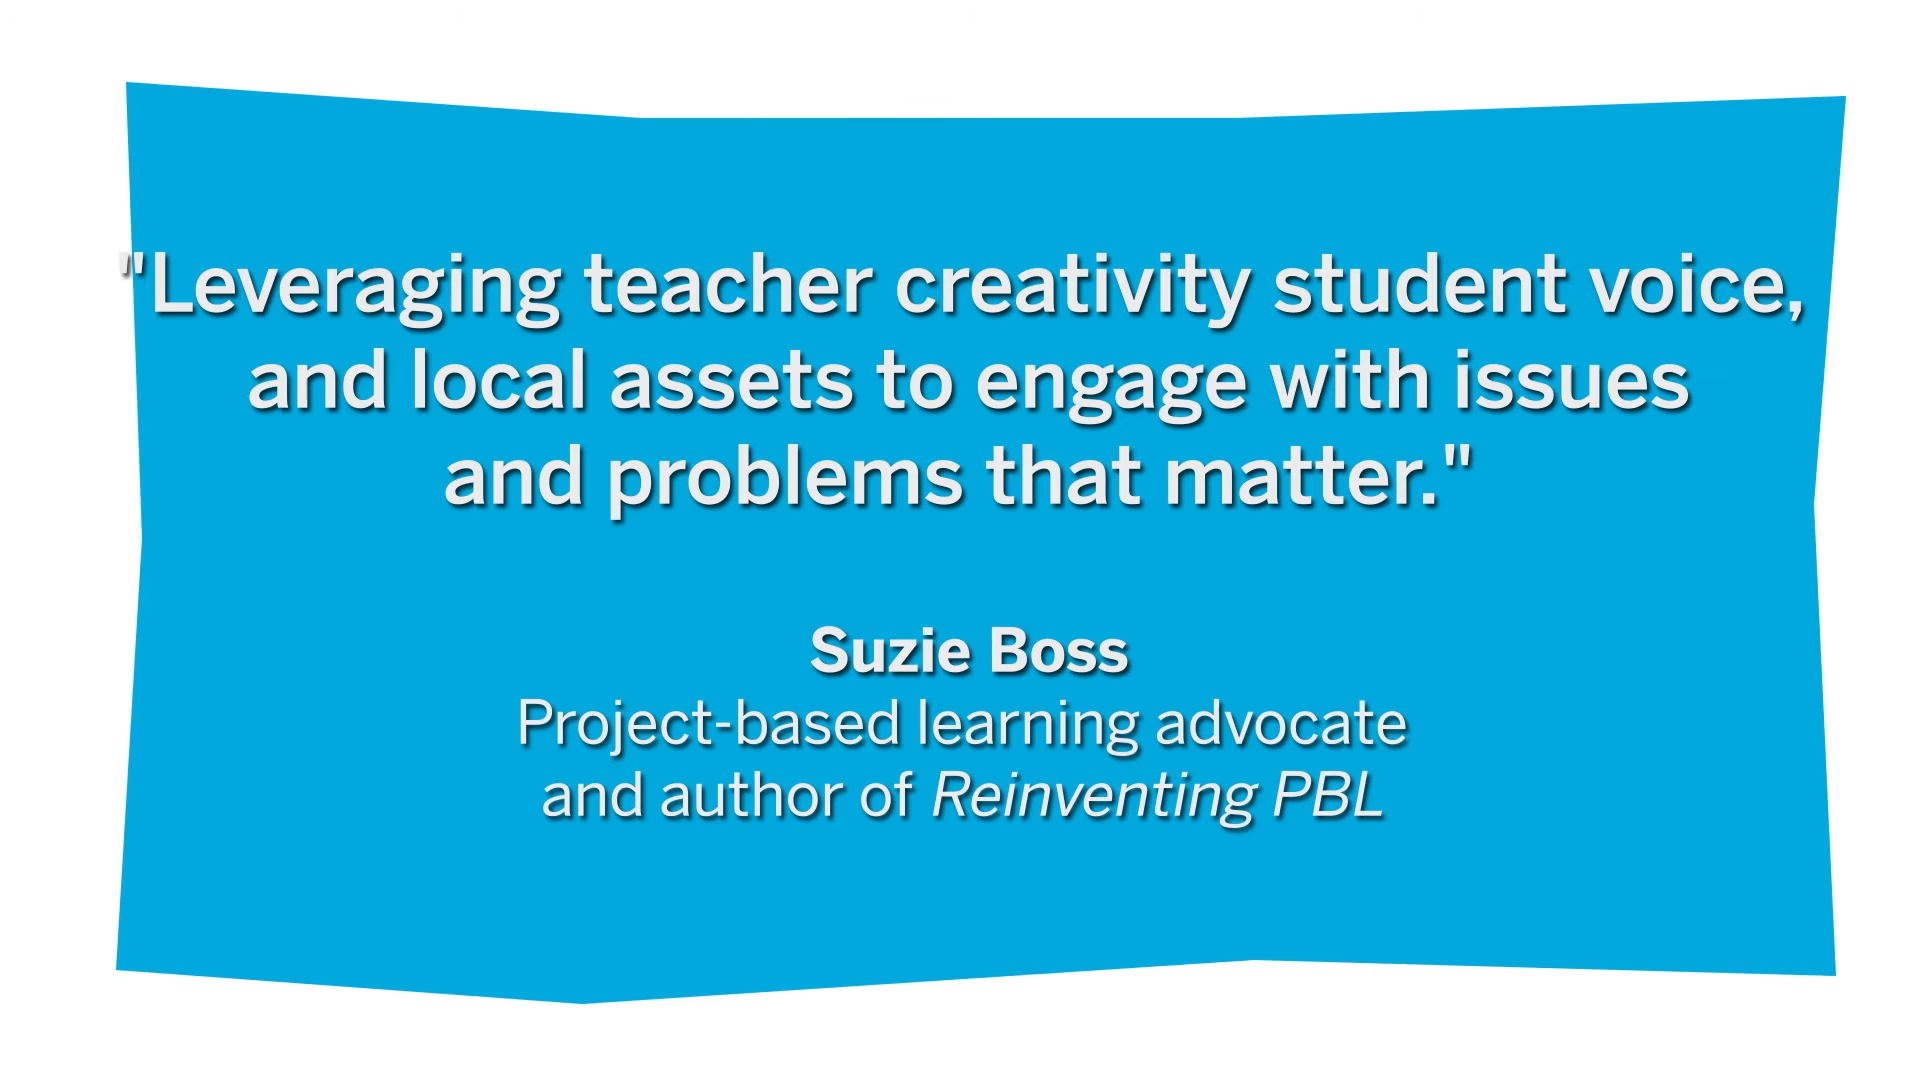 "Leveraging teacher creativity student voice,
and local assets to engage with issues
and problems that matter."
Suzie Boss
Project-based learning advocate
and author of Reinventing PBL